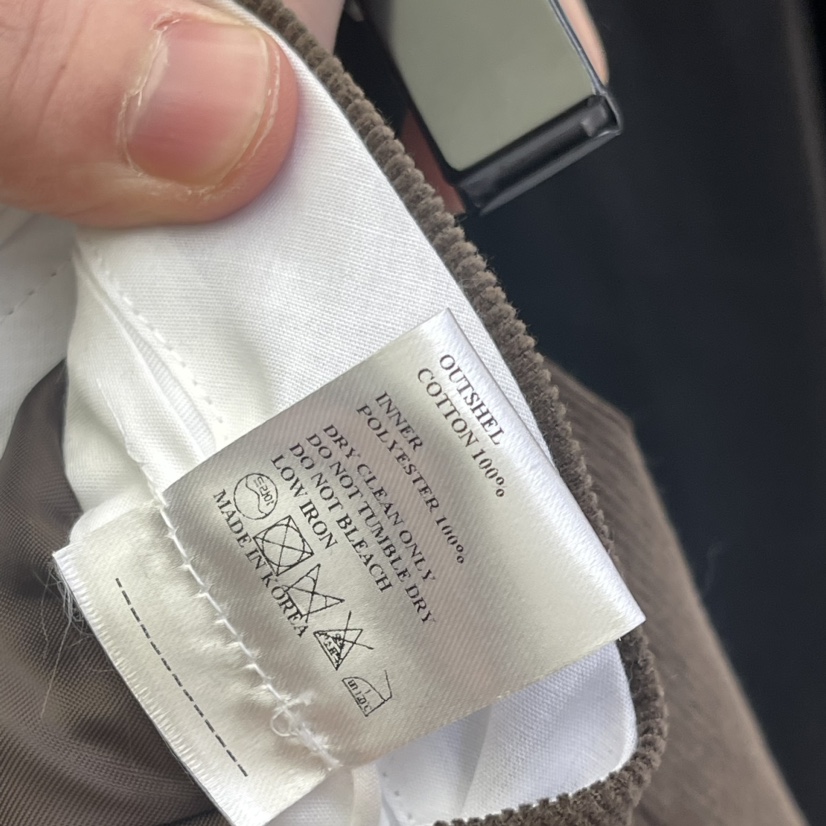 OUTSHEL
COTTON 100%
INNER
POLYESTER 100%
DRY CLEAN ONLY
DO NOT TUMBLE DRY
DO NOT BLEACH
LOW IRON
MADE IN KOREA